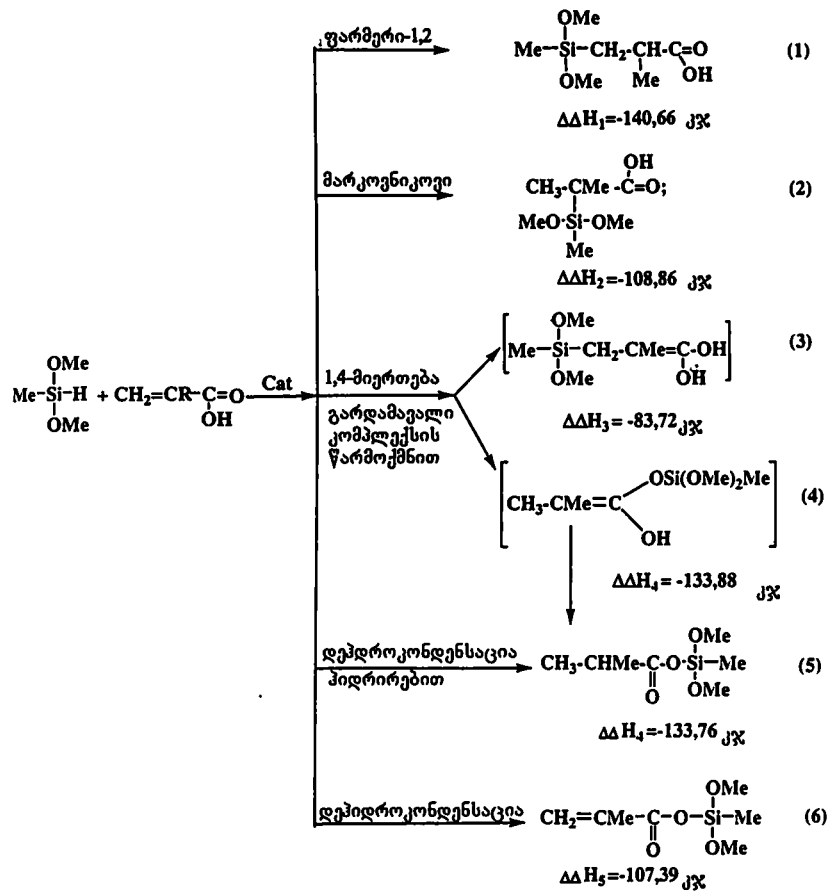 ფარმერი-1,2
OMe
Me-Si-CH₂-CH-C=O
OMe Me OH
(1)
ΔΔH₁=-140,66 კჯ
მარკოვნიკოვი
OH
CH₃-CMe-C=O;
MeO-Si-OMe
Me
(2)
ΔΔH₂=-108,86 კჯ
OMe
Me-Si-H + CH₂=CR-C=O
OMe OH
Cat
1,4-მიერთება
გარდამავალი
კომპლექსის
წარმოქმნით
OMe
Me-Si-CH₂-CMe=C-OH
OMe OH
(3)
ΔΔH₃ = -83,72 კჯ
OSi(OMe)₂Me
CH₃-CMe=C
OH
(4)
ΔΔH₄= -133,88 კჯ
დეჰდროკონდენსაცია
ჰიდრირებით
OMe
CH₃-CHMe-C-O-Si-Me
O OMe
(5)
ΔΔH₄=-133,76 კჯ
დეჰიდროკონდენსაცია
OMe
CH₂=CMe-C-O-Si-Me
O OMe
(6)
ΔΔH₅=-107,39 კჯ